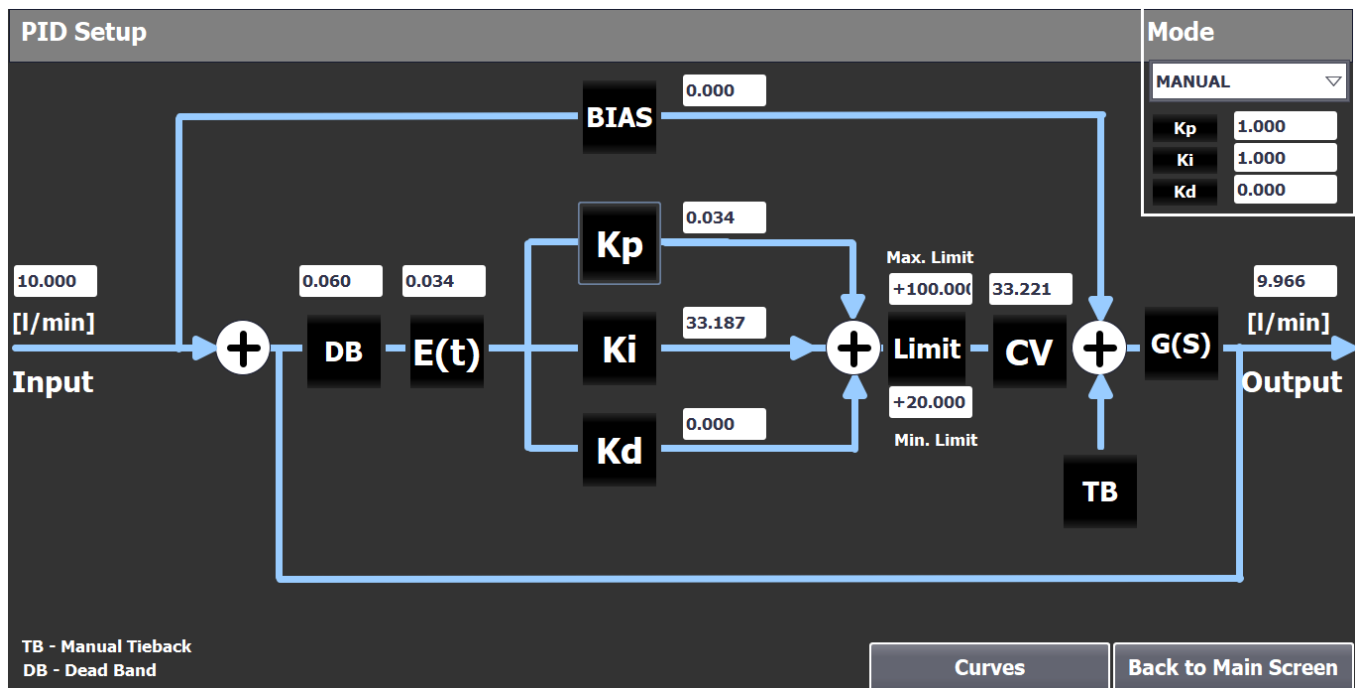 PID Setup
Mode
MANUAL
Kp 1.000
Ki 1.000
Kd 0.000
BIAS
0.000
Kp
0.034
10.000
[l/min]
Input
0.060
DB
0.034
E(t)
Ki
33.187
Kd
0.000
Max. Limit
+100.000
Limit
+20.000
Min. Limit
33.221
CV
G(S)
TB
9.966
[l/min]
Output
TB - Manual Tieback
DB - Dead Band
Curves
Back to Main Screen